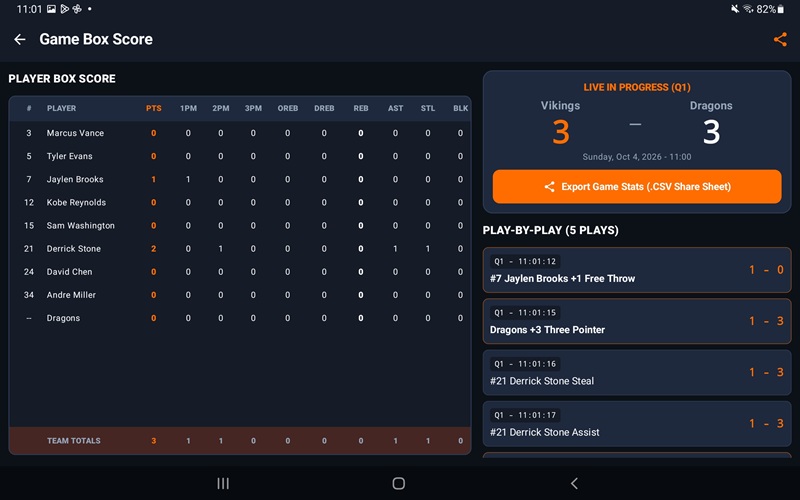 11:01
82%
Game Box Score
PLAYER BOX SCORE
# PLAYER PTS 1PM 2PM 3PM OREB DREB REB AST STL BLK
3 Marcus Vance 0 0 0 0 0 0 0 0 0 0
5 Tyler Evans 0 0 0 0 0 0 0 0 0 0
7 Jaylen Brooks 1 1 0 0 0 0 0 0 0 0
12 Kobe Reynolds 0 0 0 0 0 0 0 0 0 0
15 Sam Washington 0 0 0 0 0 0 0 0 0 0
21 Derrick Stone 2 0 1 0 0 0 0 1 1 0
24 David Chen 0 0 0 0 0 0 0 0 0 0
34 Andre Miller 0 0 0 0 0 0 0 0 0 0
– Dragons 0 0 0 0 0 0 0 0 0 0
TEAM TOTALS 3 1 1 0 0 0 0 1 1 0
LIVE IN PROGRESS (Q1)
Vikings Dragons
3 – 3
Sunday, Oct 4, 2026 - 11:00
Export Game Stats (.CSV Share Sheet)
PLAY-BY-PLAY (5 PLAYS)
Q1 - 11:01:12
#7 Jaylen Brooks +1 Free Throw
1 - 0
Q1 - 11:01:15
Dragons +3 Three Pointer
1 - 3
Q1 - 11:01:16
#21 Derrick Stone Steal
1 - 3
Q1 - 11:01:17
#21 Derrick Stone Assist
1 - 3